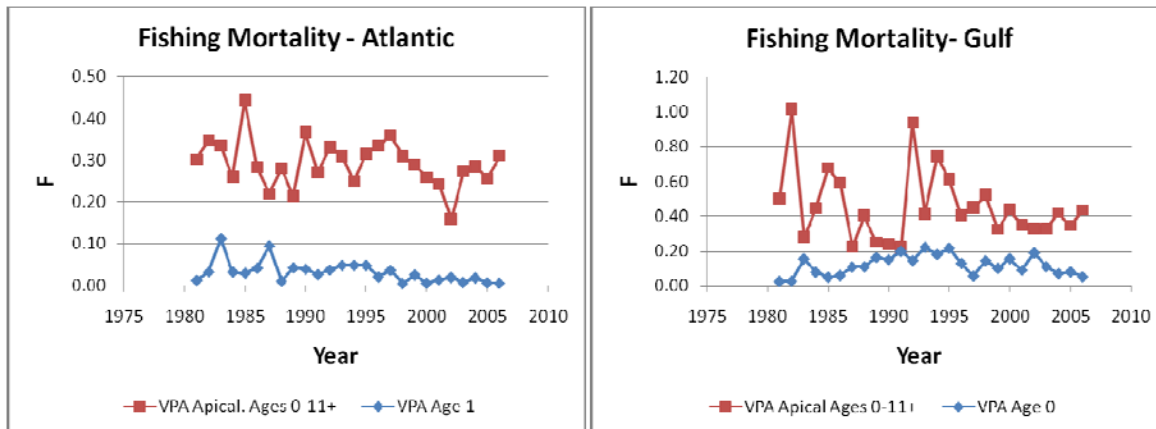 Fishing Mortality - Atlantic
0.50
0.40
0.30
0.20
0.10
0.00
F
1975 1980 1985 1990 1995 2000 2005 2010
Year
VPA Apical. Ages 0-11+ VPA Age 1
Fishing Mortality- Gulf
1.20
1.00
0.80
0.60
0.40
0.20
0.00
F
1975 1980 1985 1990 1995 2000 2005 2010
Year
VPA Apical Ages 0-11+ VPA Age 0